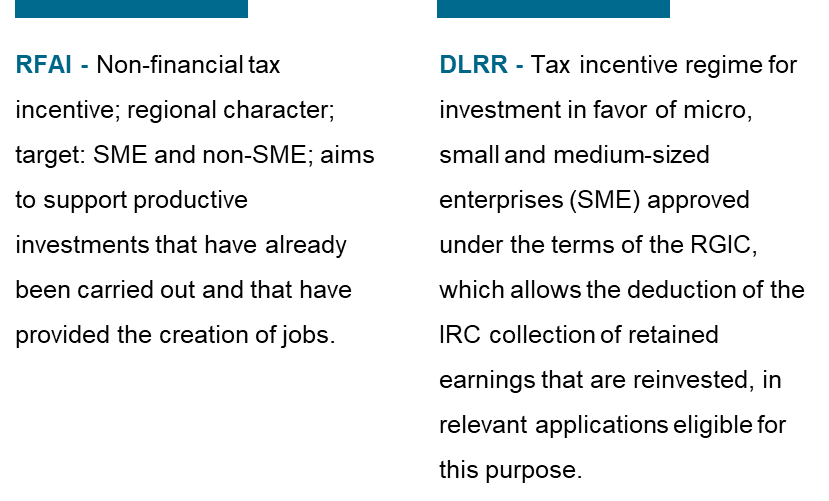 RFAI - Non-financial tax
incentive; regional character;
target: SME and non-SME; aims
to support productive
investments that have already
been carried out and that have
provided the creation of jobs.
DLRR - Tax incentive regime for
investment in favor of micro,
small and medium-sized
enterprises (SME) approved
under the terms of the RGIC,
which allows the deduction of the
IRC collection of retained
earnings that are reinvested, in
relevant applications eligible for
this purpose.